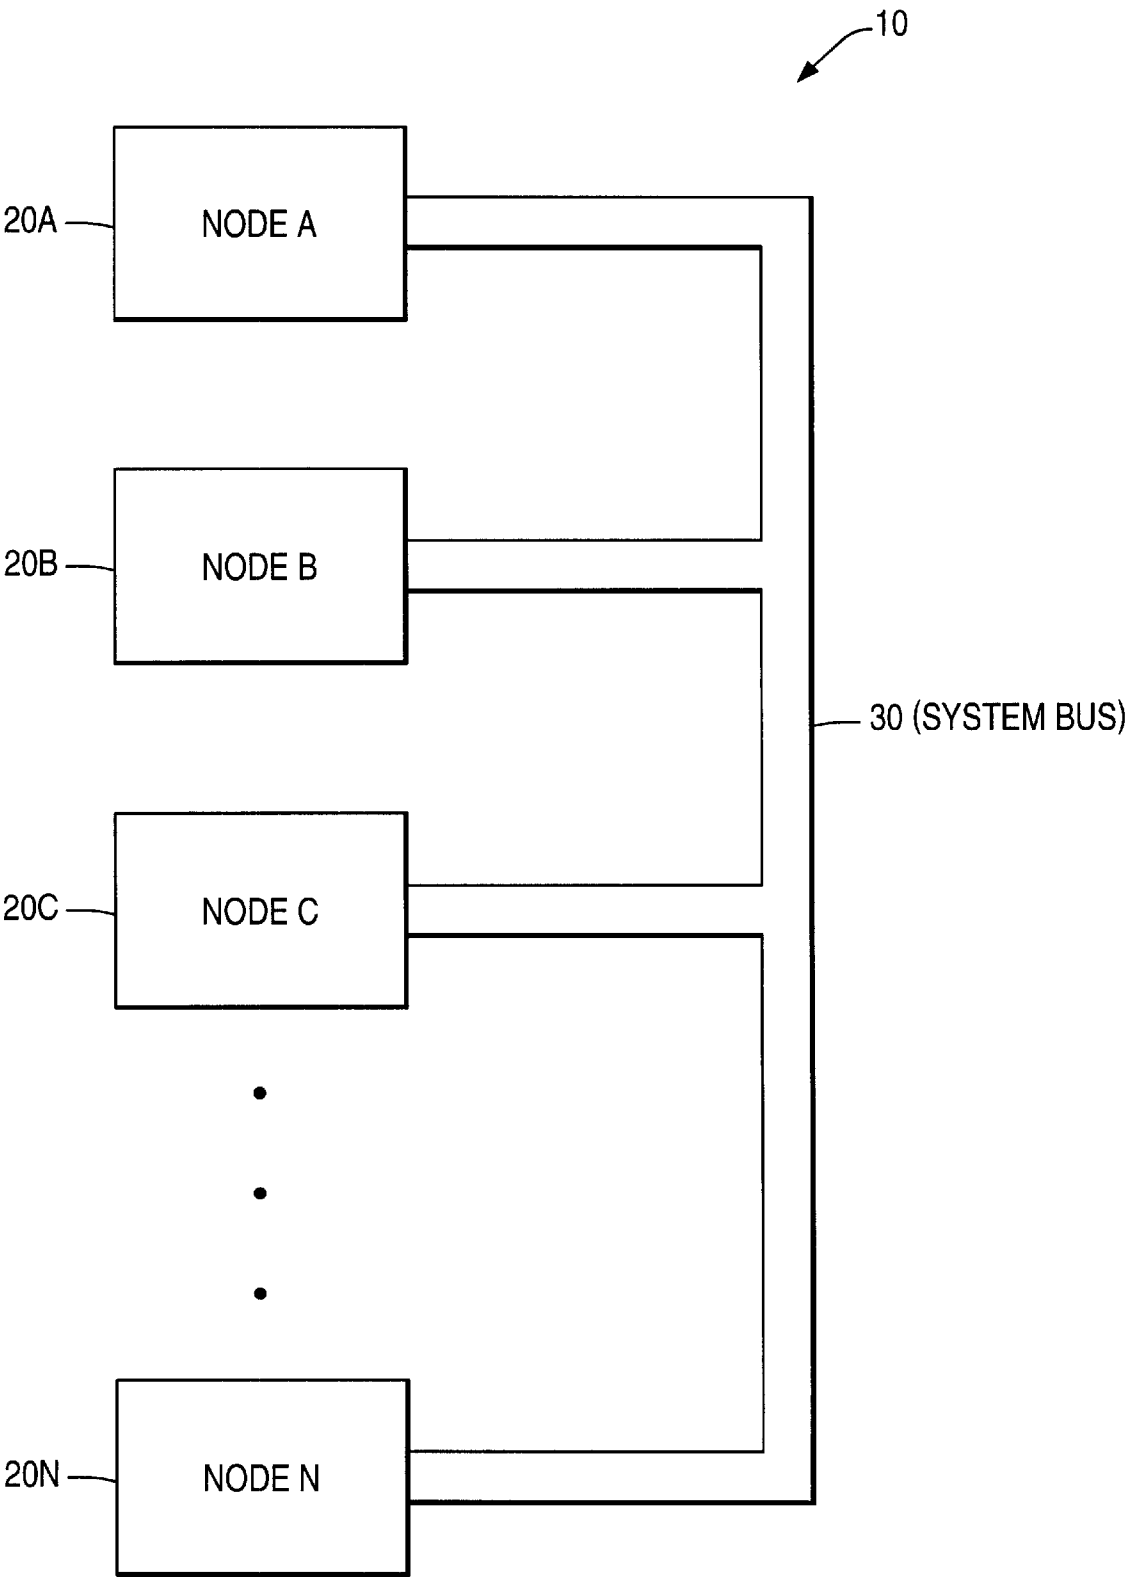 10
20A
NODE A
20B
NODE B
30 (SYSTEM BUS)
20C
NODE C
20N
NODE N